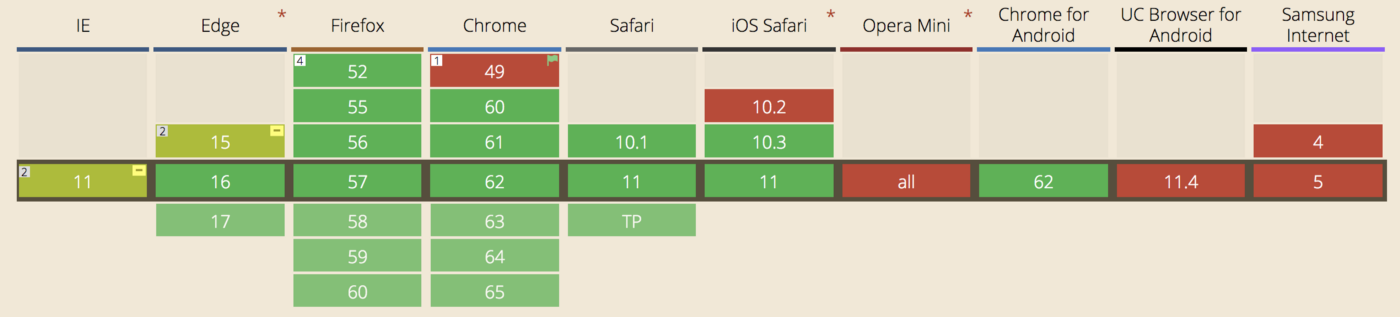 IE Edge * Firefox Chrome Safari iOS Safari * Opera Mini * Chrome for Android UC Browser for Android Samsung Internet
4 52 1 49
55 60 10.2
2 15 56 61 10.1 10.3 4
2 11 16 57 62 11 11 all 62 11.4 5
17 58 63 TP
59 64
60 65